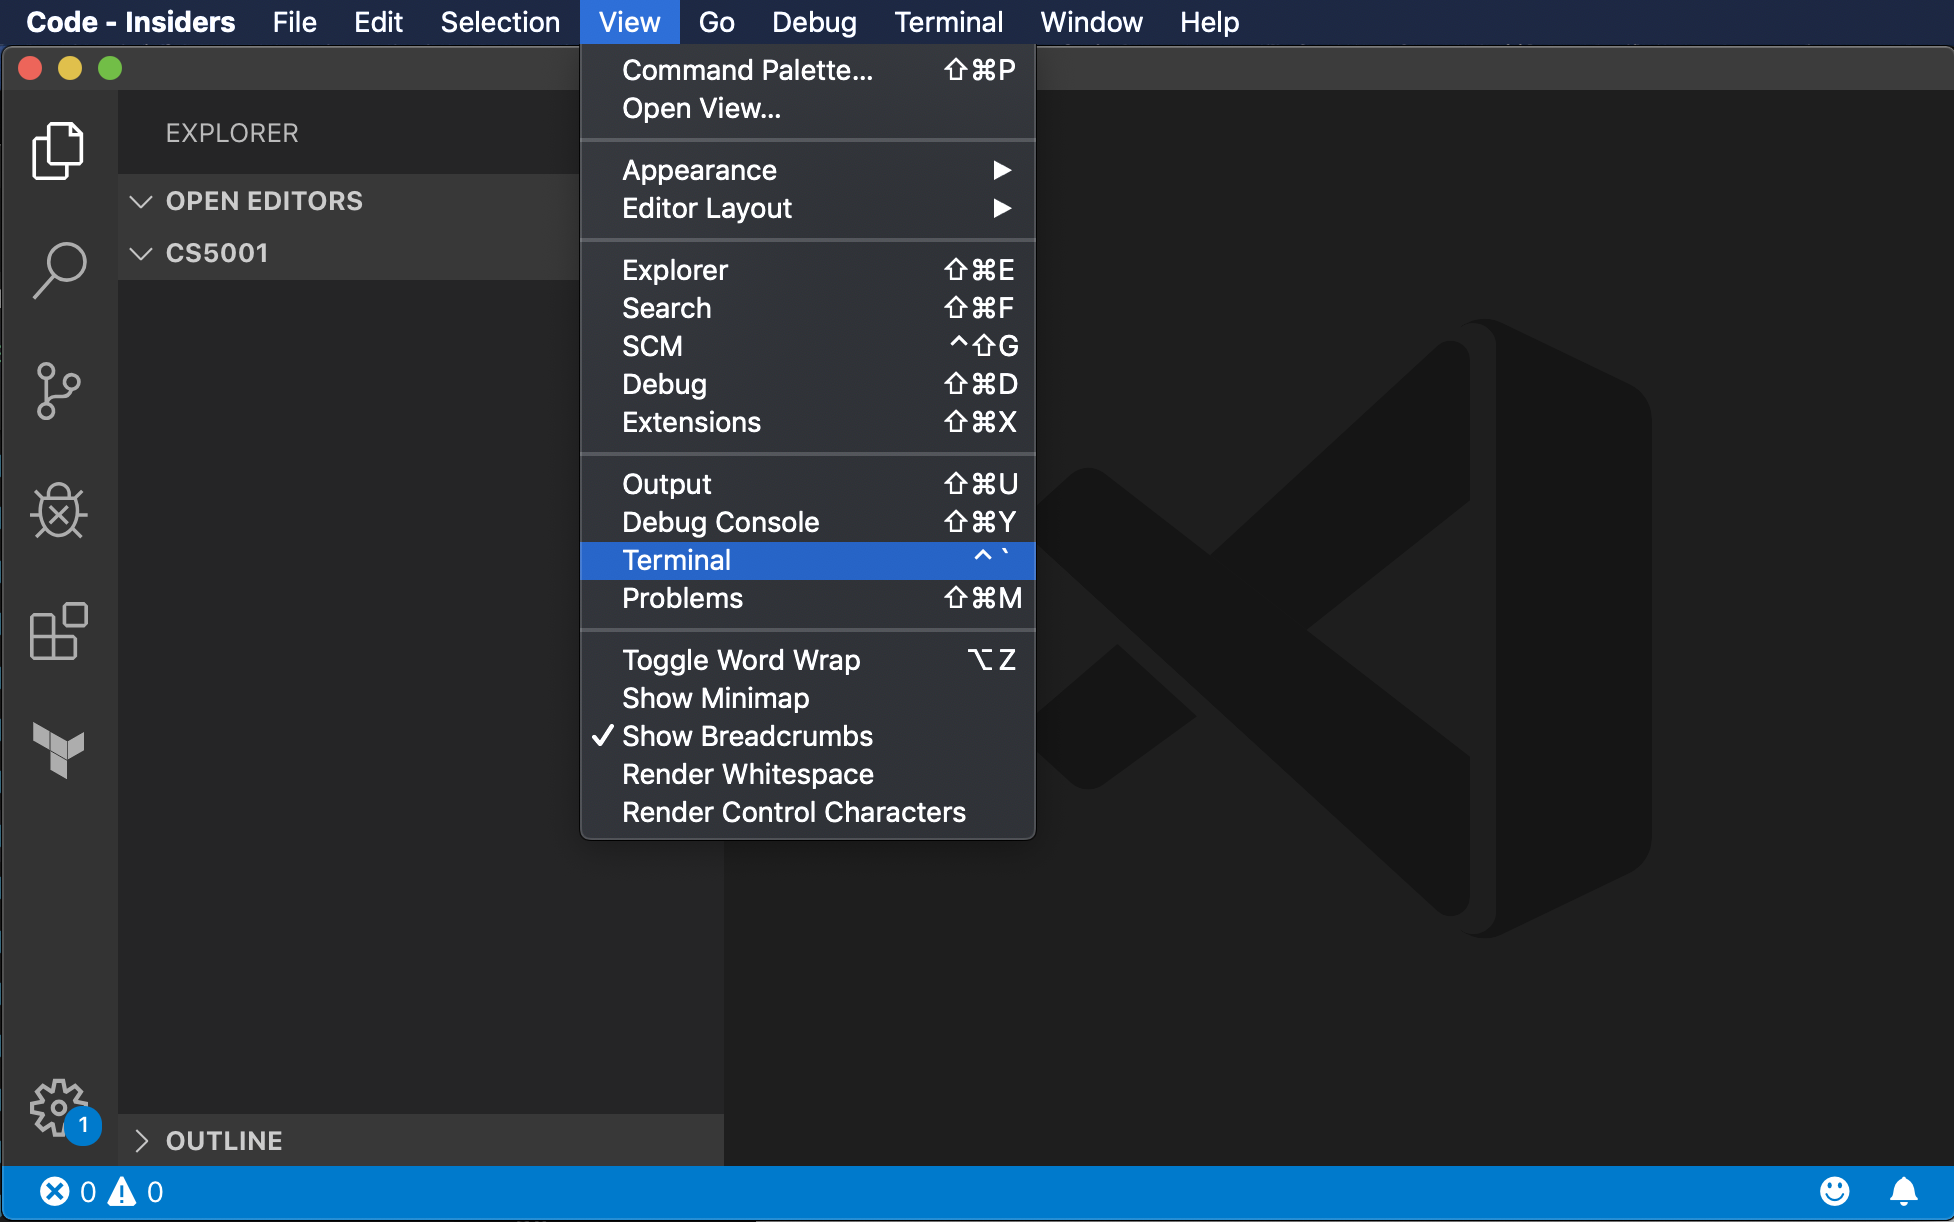 Code - Insiders File Edit Selection View Go Debug Terminal Window Help
Command Palette... ⇧⌘P
Open View...
Appearance ▶
Editor Layout ▶
Explorer ⇧⌘E
Search ⇧⌘F
SCM ^⇧G
Debug ⇧⌘D
Extensions ⇧⌘X
Output ⇧⌘U
Debug Console ⇧⌘Y
Terminal ^`
Problems ⇧⌘M
Toggle Word Wrap ⌥Z
Show Minimap
✓ Show Breadcrumbs
Render Whitespace
Render Control Characters
EXPLORER
OPEN EDITORS
CS5001
OUTLINE
1
0 0